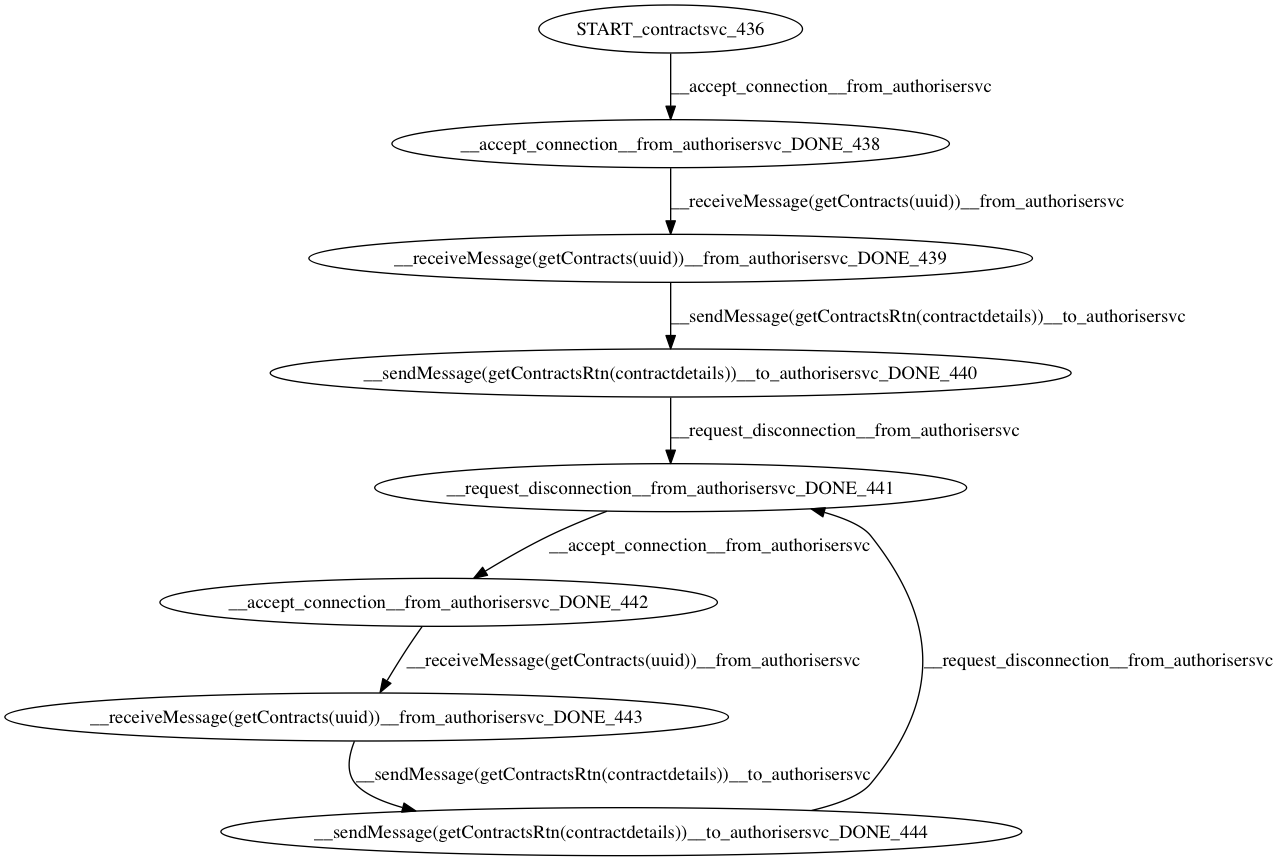 START_contractsvc_436
__accept_connection__from_authorisersvc
__accept_connection__from_authorisersvc_DONE_438
__receiveMessage(getContracts(uuid))__from_authorisersvc
__receiveMessage(getContracts(uuid))__from_authorisersvc_DONE_439
__sendMessage(getContractsRtn(contractdetails))__to_authorisersvc
__sendMessage(getContractsRtn(contractdetails))__to_authorisersvc_DONE_440
__request_disconnection__from_authorisersvc
__request_disconnection__from_authorisersvc_DONE_441
__accept_connection__from_authorisersvc
__accept_connection__from_authorisersvc_DONE_442
__receiveMessage(getContracts(uuid))__from_authorisersvc
__request_disconnection__from_authorisersvc
__receiveMessage(getContracts(uuid))__from_authorisersvc_DONE_443
__sendMessage(getContractsRtn(contractdetails))__to_authorisersvc
__sendMessage(getContractsRtn(contractdetails))__to_authorisersvc_DONE_444